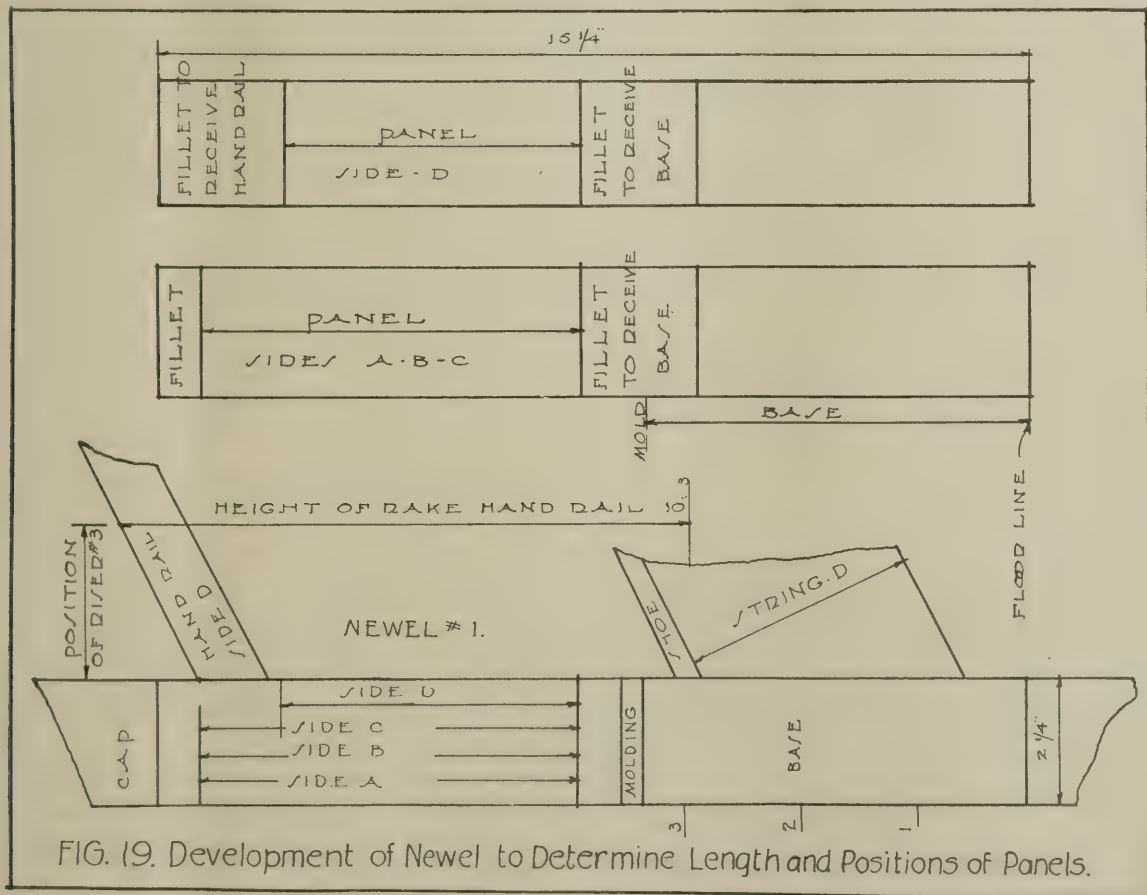 15 1/4"
FILLET TO
RECEIVE
HANDRAIL
PANEL
SIDE - D
FILLET
TO RECEIVE
BASE
FILLET
PANEL
SIDES A-B-C
FILLET
TO RECEIVE
BASE
MOLD
BASE
FLOOR LINE
HEIGHT OF RAKE HAND RAIL
3
POSITION
OF RISER #3
HAND RAIL
SIDE D
NEWEL #1.
SHOE
STRING-D
CAP
SIDE D
SIDE C
SIDE B
SIDE A
MOLDING
BASE
2 1/4"
3
2
1
FIG. 19. Development of Newel to Determine Length and Positions of Panels.